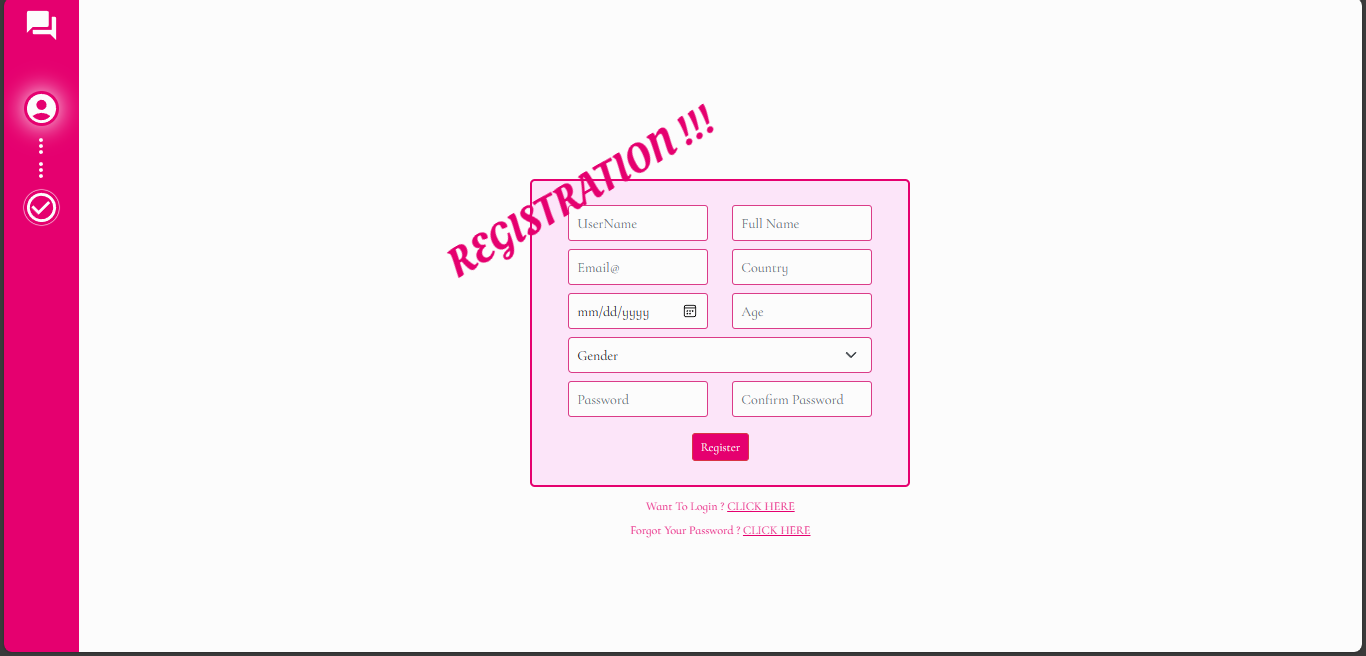 REGISTRATION !!!
UserName Full Name
Email@ Country
mm/dd/yyyy Age
Gender
Password Confirm Password
Register
Want To Login ? CLICK HERE
Forgot Your Password ? CLICK HERE